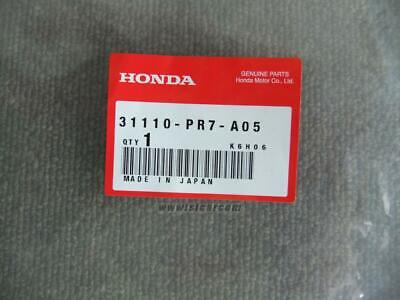 HONDA
GENUINE PARTS
Honda Motor Co., Ltd.
31110-PR7-A05
QTY 1 K6H06
MADE IN JAPAN